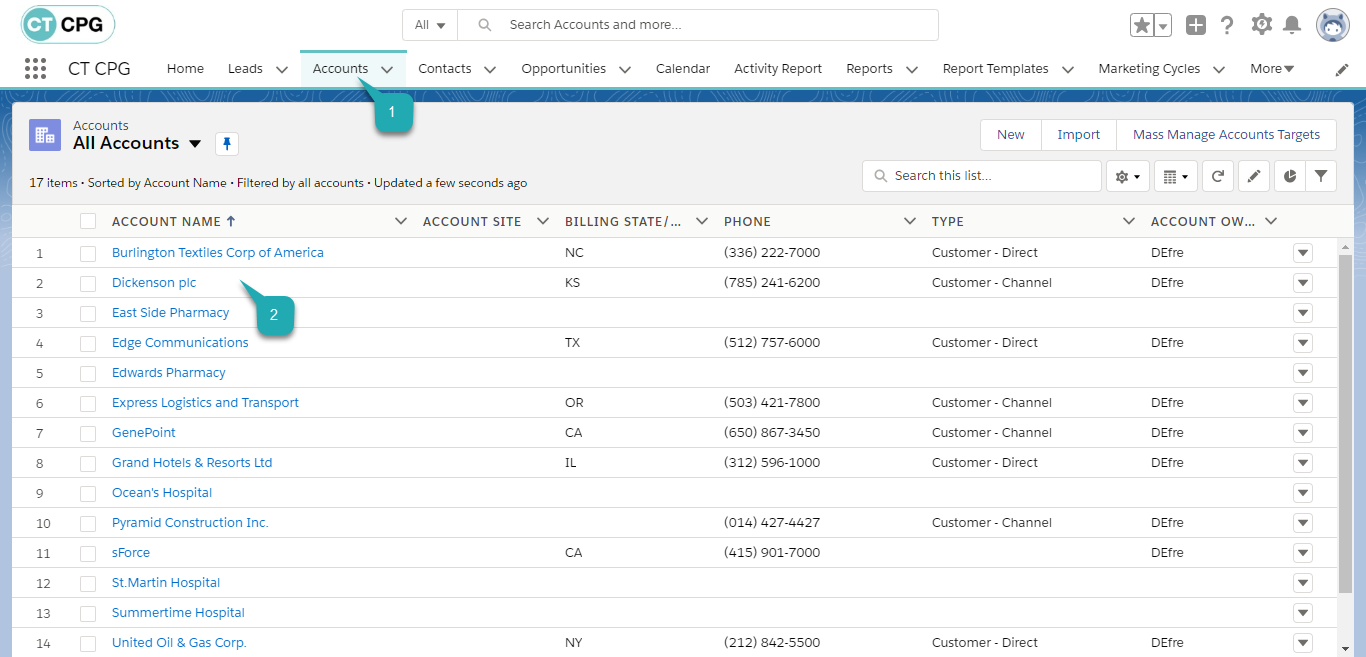 CT CPG
All Search Accounts and more...
CT CPG Home Leads Accounts Contacts Opportunities Calendar Activity Report Reports Report Templates Marketing Cycles More
1
Accounts
All Accounts
New Import Mass Manage Accounts Targets
17 items • Sorted by Account Name • Filtered by all accounts • Updated a few seconds ago
Search this list...
ACCOUNT NAME ↑ ACCOUNT SITE BILLING STATE/... PHONE TYPE ACCOUNT OW...
1 Burlington Textiles Corp of America NC (336) 222-7000 Customer - Direct DEfre
2 Dickenson plc KS (785) 241-6200 Customer - Channel DEfre
2
3 East Side Pharmacy
4 Edge Communications TX (512) 757-6000 Customer - Direct DEfre
5 Edwards Pharmacy
6 Express Logistics and Transport OR (503) 421-7800 Customer - Channel DEfre
7 GenePoint CA (650) 867-3450 Customer - Channel DEfre
8 Grand Hotels & Resorts Ltd IL (312) 596-1000 Customer - Direct DEfre
9 Ocean's Hospital
10 Pyramid Construction Inc. (014) 427-4427 Customer - Channel DEfre
11 sForce CA (415) 901-7000 DEfre
12 St.Martin Hospital
13 Summertime Hospital
14 United Oil & Gas Corp. NY (212) 842-5500 Customer - Direct DEfre